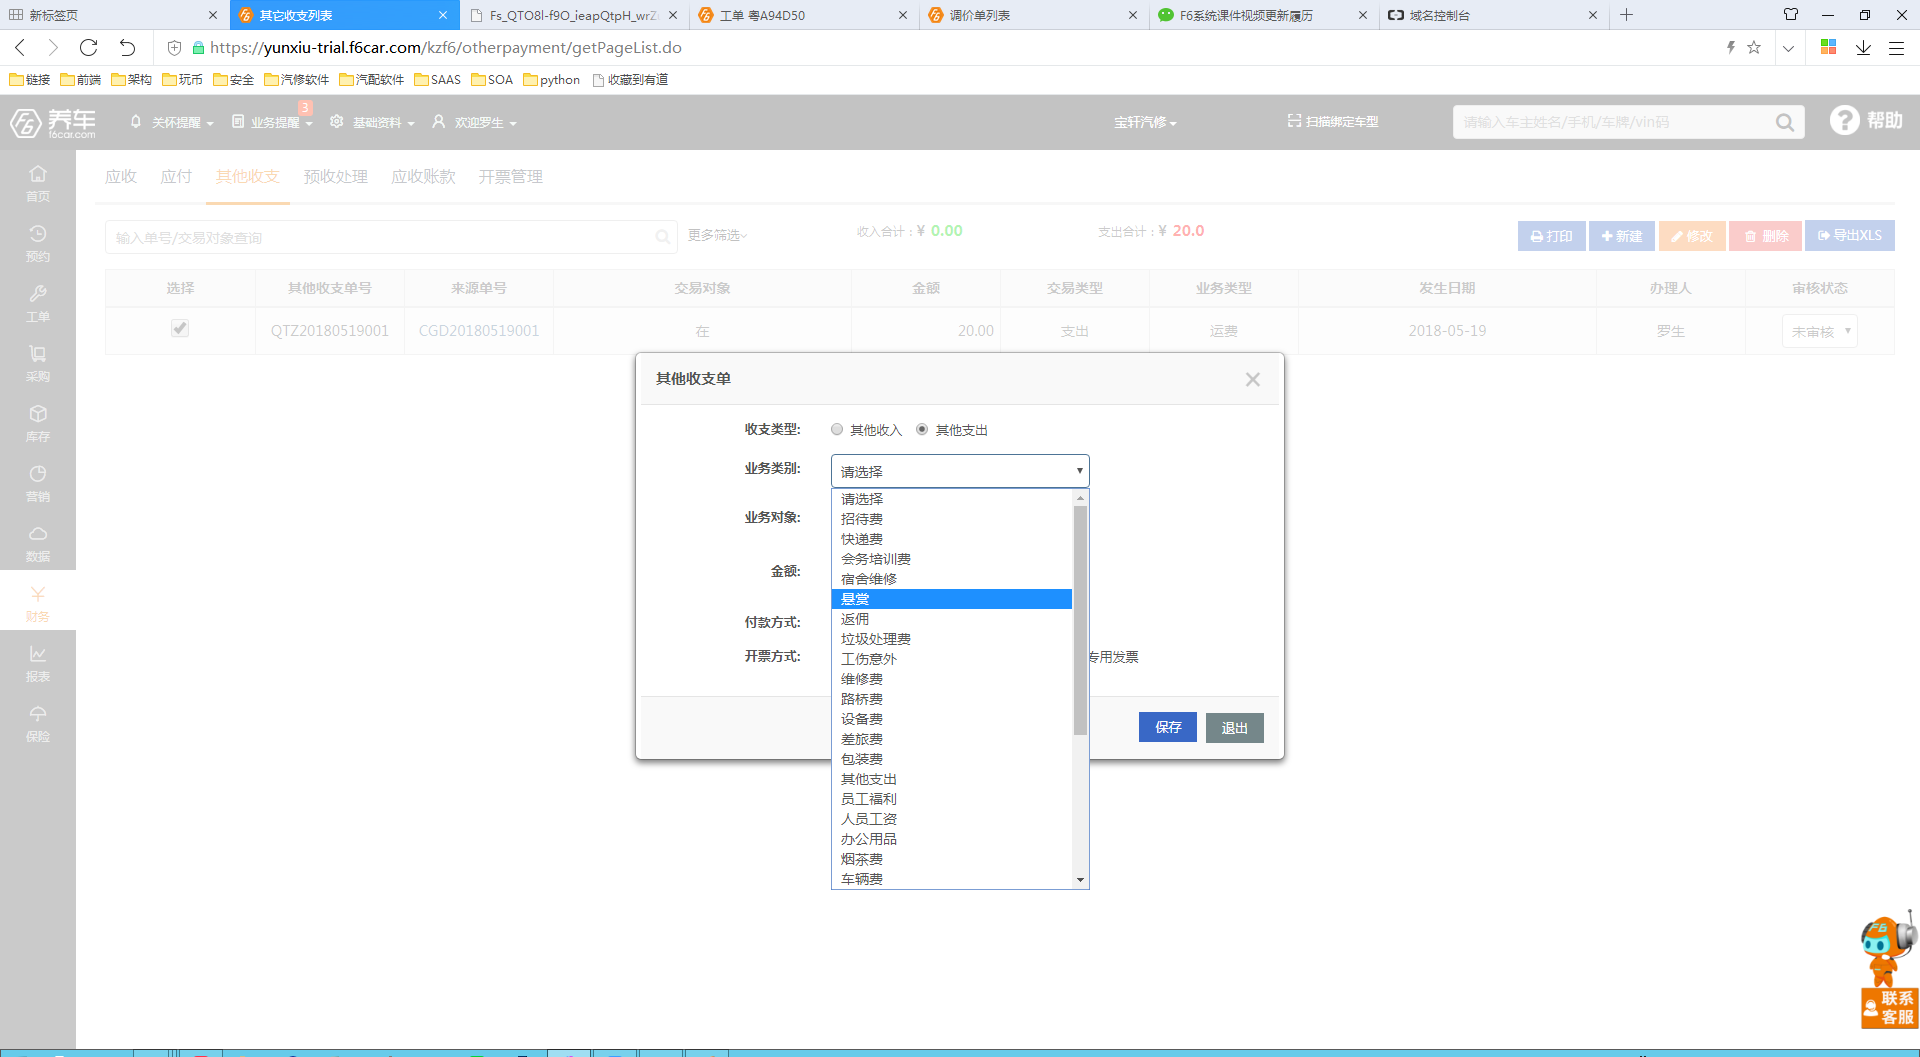 新标签页
其它收支列表
Fs_QTO8l-f9O_ieapQtpH_wrZ
工单 粤A94D50
调价单列表
F6系统课件视频更新履历
域名控制台
https://yunxiu-trial.f6car.com/kzf6/otherpayment/getPageList.do
链接 前端 架构 玩币 安全 汽修软件 汽配软件 SAAS SOA python 收藏到有道
F6 养车 f6car.com
关怀提醒 业务提醒 3 基础资料 欢迎罗生 宝轩汽修 扫描绑定车型 请输入车主姓名/手机/车牌/vin码 ? 帮助
首页
预约
工单
采购
库存
营销
数据
财务
报表
保险
应收 应付 其他收支 预收处理 应收账款 开票管理
输入单号/交易对象查询 更多筛选 收入合计：¥ 0.00 支出合计：¥ 20.0 打印 新建 修改 删除 导出XLS
选择 其他收支单号 来源单号 交易对象 金额 交易类型 业务类型 发生日期 办理人 审核状态
QTZ20180519001 CGD20180519001 在 20.00 支出 运费 2018-05-19 罗生 未审核
其他收支单
收支类型: 其他收入 其他支出
业务类别: 请选择
业务对象:
金额:
付款方式:
开票方式: 专用发票
请选择
招待费
快递费
会务培训费
宿舍维修
悬赏
返佣
垃圾处理费
工伤意外
维修费
路桥费
设备费
差旅费
包装费
其他支出
员工福利
人员工资
办公用品
烟茶费
车辆费
保存 退出
F6
联系
客服